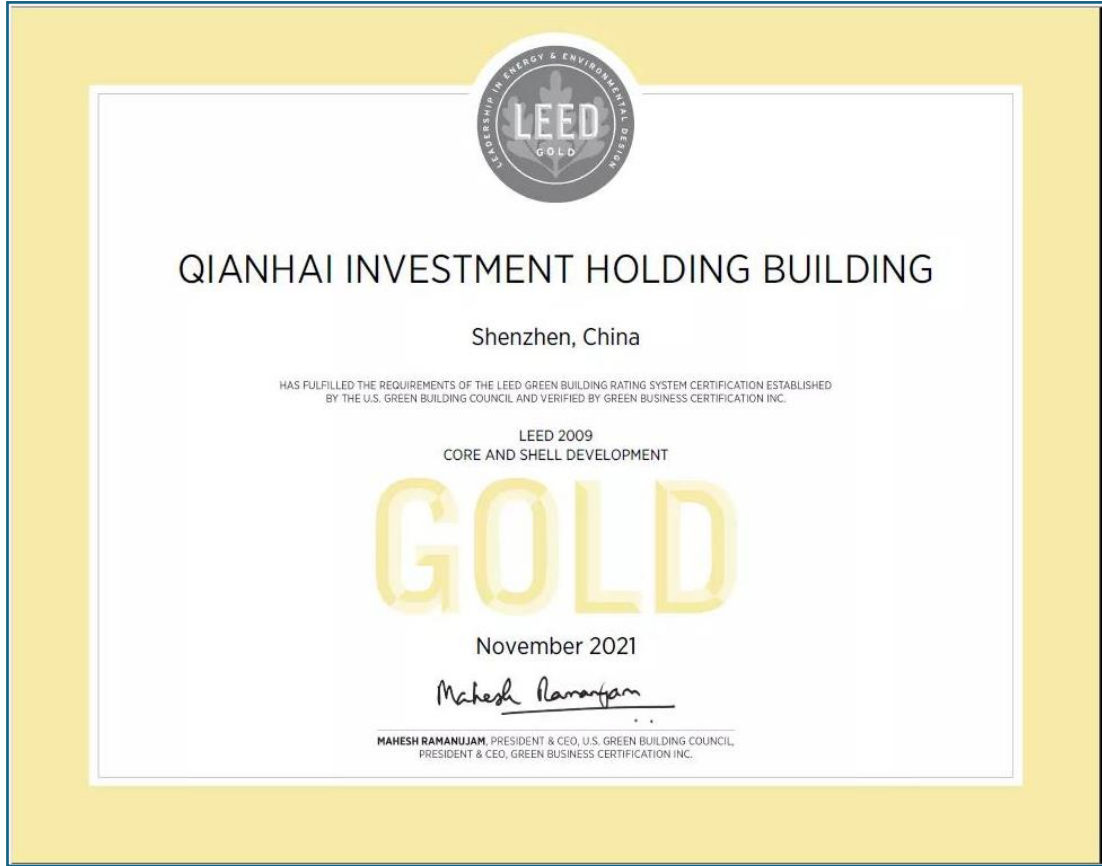 LEADERSHIP IN ENERGY & ENVIRONMENTAL DESIGN
LEED
GOLD
QIANHAI INVESTMENT HOLDING BUILDING
Shenzhen, China
HAS FULFILLED THE REQUIREMENTS OF THE LEED GREEN BUILDING RATING SYSTEM CERTIFICATION ESTABLISHED
BY THE U.S. GREEN BUILDING COUNCIL AND VERIFIED BY GREEN BUSINESS CERTIFICATION INC.
LEED 2009
CORE AND SHELL DEVELOPMENT
GOLD
November 2021
Mahesh Ramanujam
MAHESH RAMANUJAM, PRESIDENT & CEO, U.S. GREEN BUILDING COUNCIL,
PRESIDENT & CEO, GREEN BUSINESS CERTIFICATION INC.